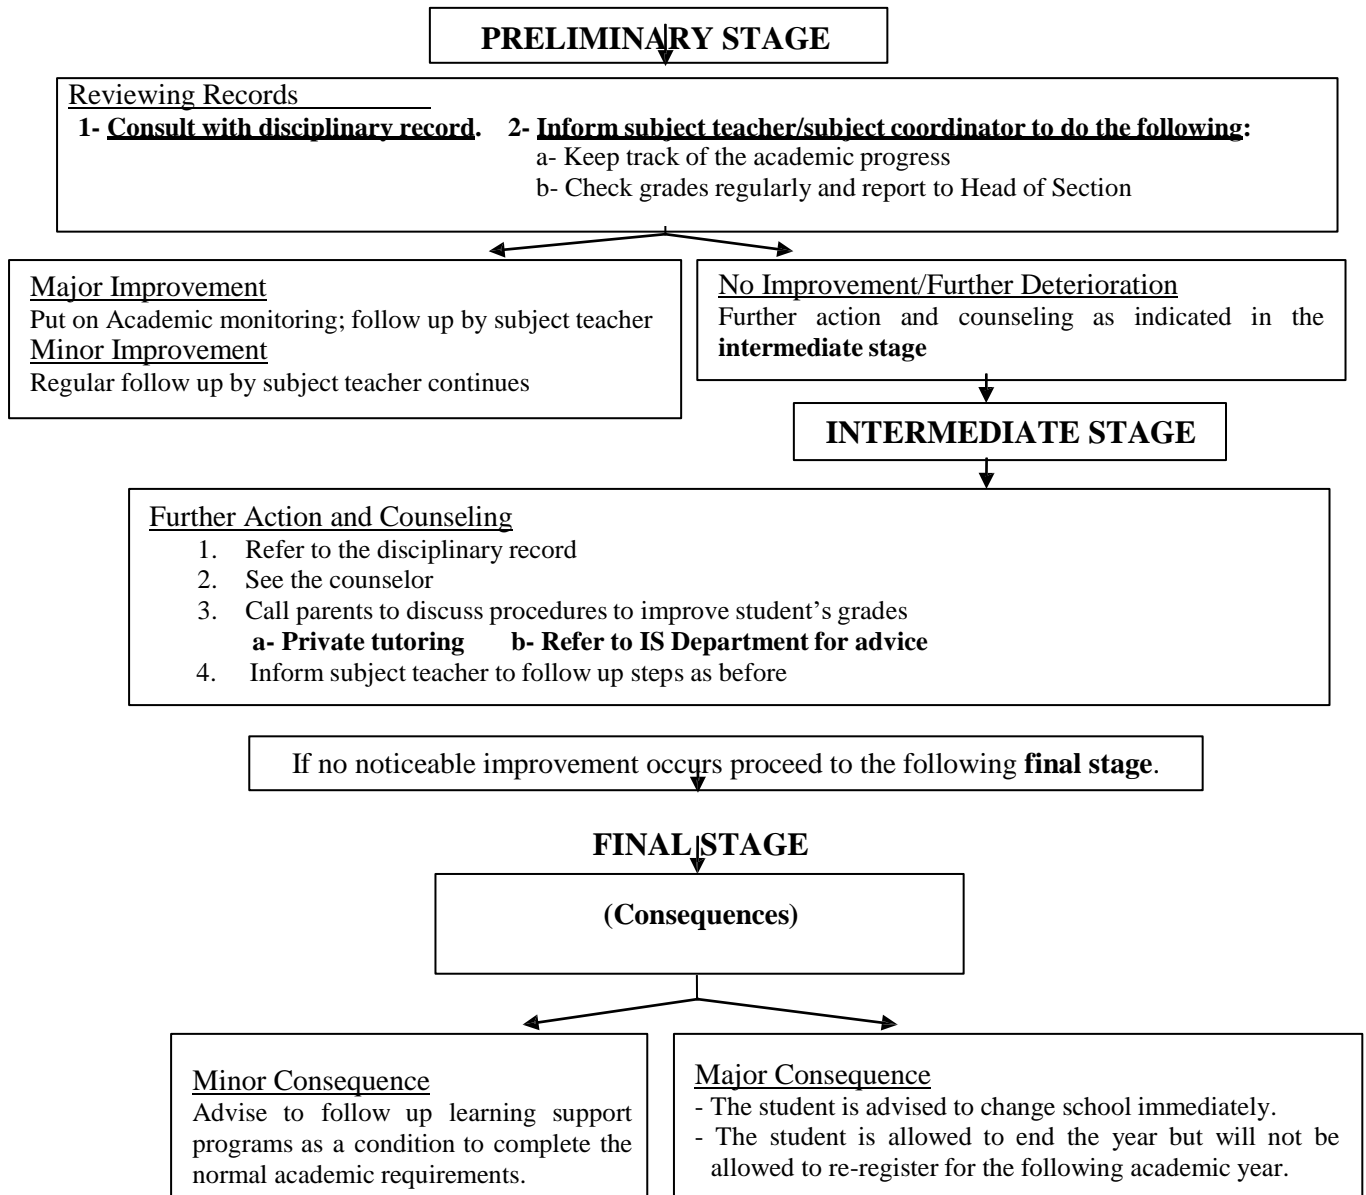 PRELIMINARY STAGE
Reviewing Records
1- Consult with disciplinary record. 2- Inform subject teacher/subject coordinator to do the following:
a- Keep track of the academic progress
b- Check grades regularly and report to Head of Section
Major Improvement
Put on Academic monitoring; follow up by subject teacher
Minor Improvement
Regular follow up by subject teacher continues
No Improvement/Further Deterioration
Further action and counseling as indicated in the
intermediate stage
INTERMEDIATE STAGE
Further Action and Counseling
1. Refer to the disciplinary record
2. See the counselor
3. Call parents to discuss procedures to improve student’s grades
a- Private tutoring b- Refer to IS Department for advice
4. Inform subject teacher to follow up steps as before
If no noticeable improvement occurs proceed to the following final stage.
FINAL STAGE
(Consequences)
Minor Consequence
Advise to follow up learning support
programs as a condition to complete the
normal academic requirements.
Major Consequence
- The student is advised to change school immediately.
- The student is allowed to end the year but will not be
allowed to re-register for the following academic year.